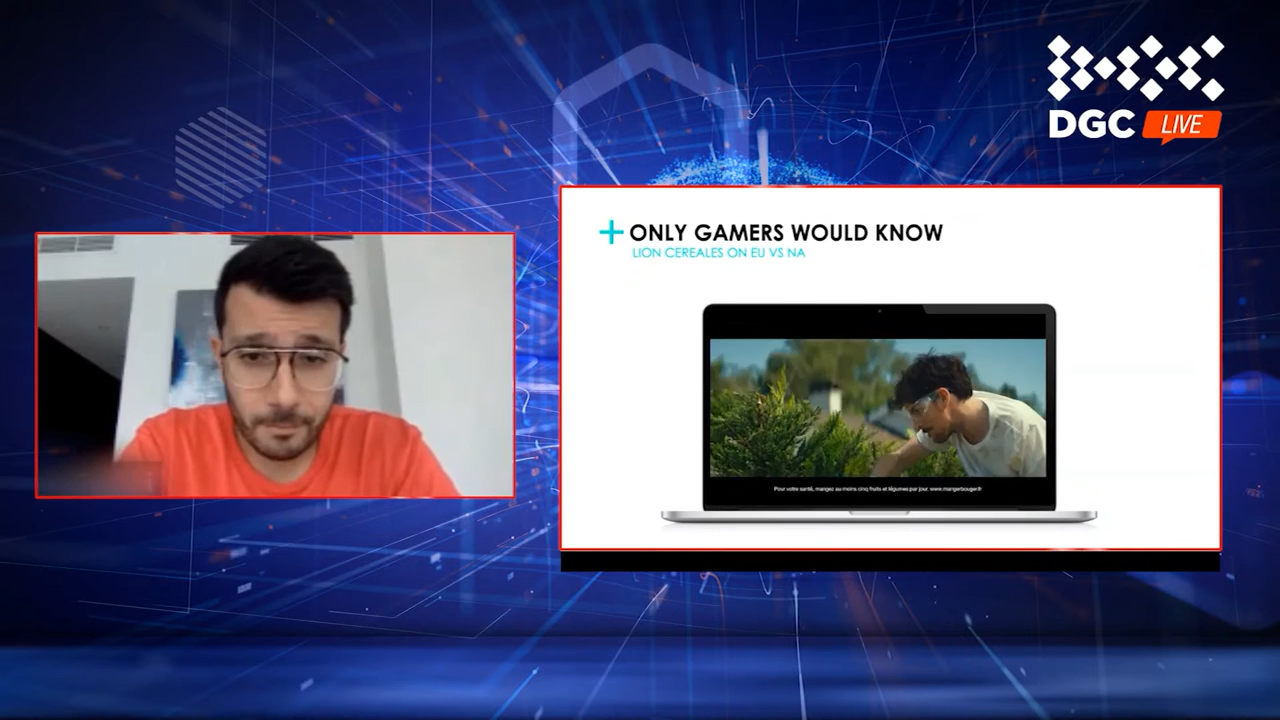 DGC LIVE
ONLY GAMERS WOULD KNOW
LION CEREALES ON EU VS NA
Pour votre santé, mangez au moins cinq fruits et légumes par jour. www.mangerbouger.fr